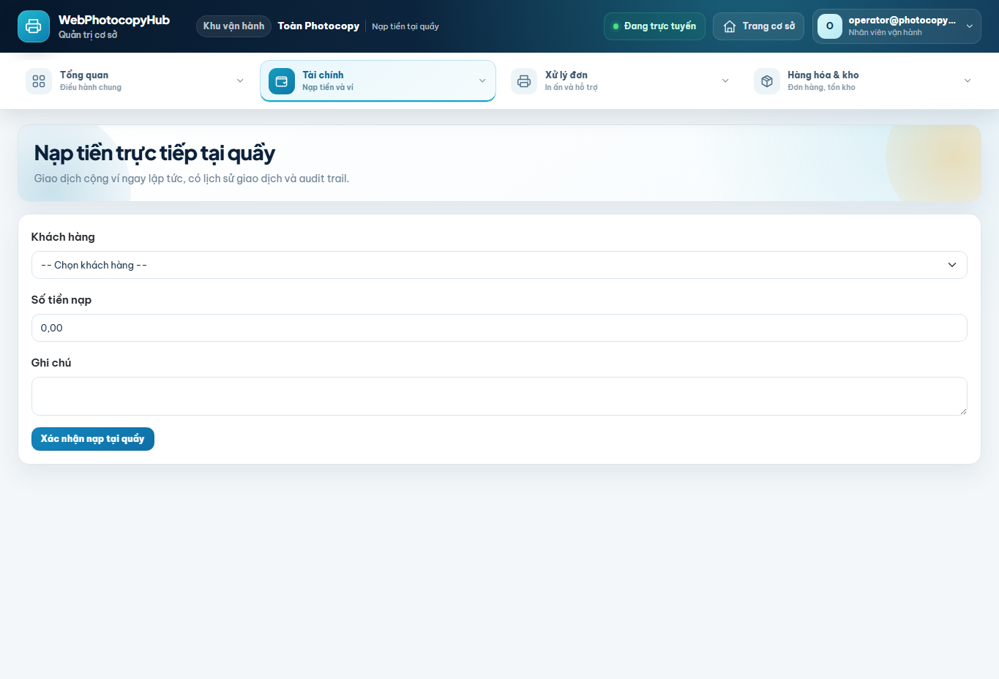 WebPhotocopyHub
Quản trị cơ sở
Khu vận hành
Toàn Photocopy
Nạp tiền tại quầy
Đang trực tuyến
Trang cơ sở
O
operator@photocopy...
Nhân viên vận hành
Tổng quan
Điều hành chung
Tài chính
Nạp tiền và ví
Xử lý đơn
In ấn và hỗ trợ
Hàng hóa & kho
Đơn hàng, tồn kho
Nạp tiền trực tiếp tại quầy
Giao dịch cộng ví ngay lập tức, có lịch sử giao dịch và audit trail.
Khách hàng
-- Chọn khách hàng --
Số tiền nạp
0,00
Ghi chú
Xác nhận nạp tại quầy